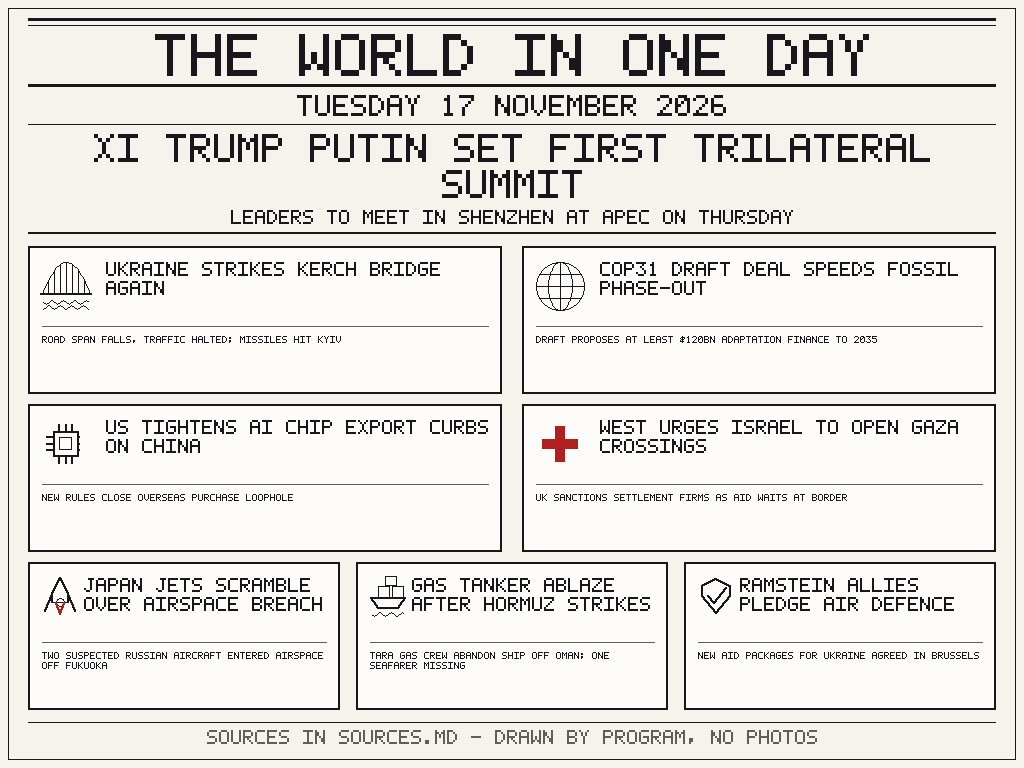 THE WORLD IN ONE DAY
TUESDAY 17 NOVEMBER 2026
XI TRUMP PUTIN SET FIRST TRILATERAL
SUMMIT
LEADERS TO MEET IN SHENZHEN AT APEC ON THURSDAY
UKRAINE STRIKES KERCH BRIDGE
AGAIN
ROAD SPAN FALLS, TRAFFIC HALTED; MISSILES HIT KYIV
COP31 DRAFT DEAL SPEEDS FOSSIL
PHASE-OUT
DRAFT PROPOSES AT LEAST $120BN ADAPTATION FINANCE TO 2035
US TIGHTENS AI CHIP EXPORT CURBS
ON CHINA
NEW RULES CLOSE OVERSEAS PURCHASE LOOPHOLE
WEST URGES ISRAEL TO OPEN GAZA
CROSSINGS
UK SANCTIONS SETTLEMENT FIRMS AS AID WAITS AT BORDER
JAPAN JETS SCRAMBLE
OVER AIRSPACE BREACH
TWO SUSPECTED RUSSIAN AIRCRAFT ENTERED AIRSPACE
OFF FUKUOKA
GAS TANKER ABLAZE
AFTER HORMUZ STRIKES
TARA GAS CREW ABANDON SHIP OFF OMAN; ONE
SEAFARER MISSING
RAMSTEIN ALLIES
PLEDGE AIR DEFENCE
NEW AID PACKAGES FOR UKRAINE AGREED IN BRUSSELS
SOURCES IN SOURCES.MD - DRAWN BY PROGRAM, NO PHOTOS